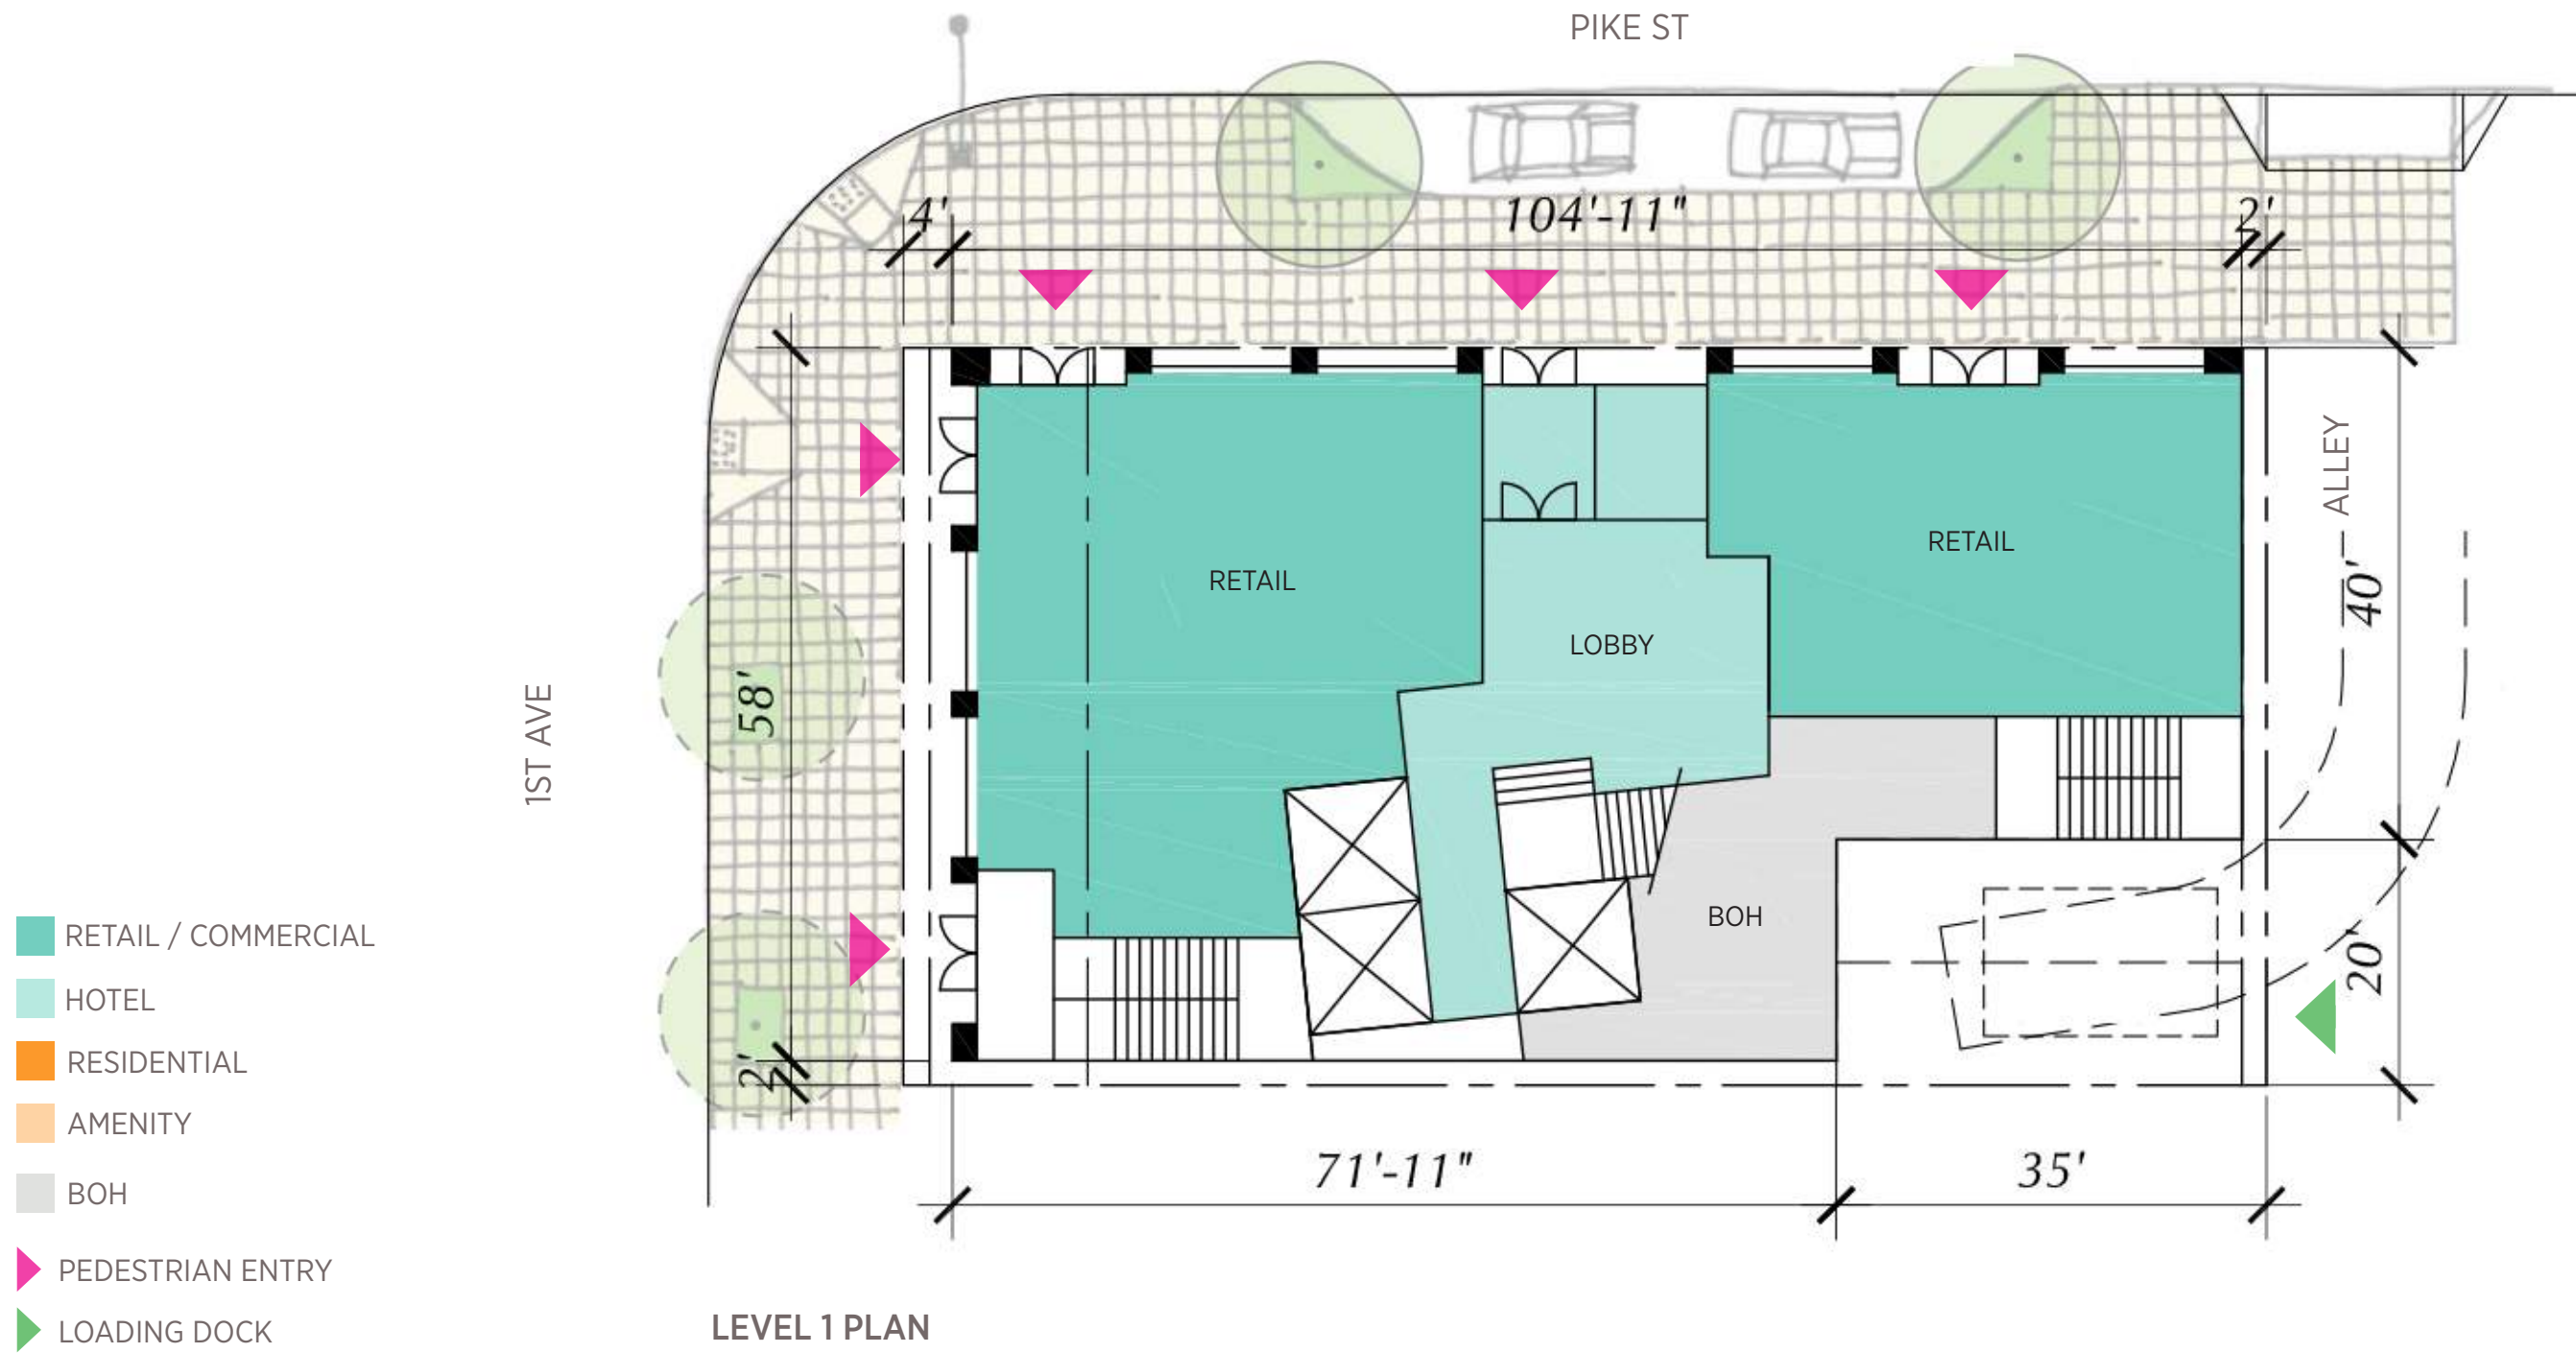 PIKE ST
4'
104'-11"
2'
ALLEY
RETAIL
RETAIL
LOBBY
40'
1ST AVE
58'
BOH
20'
2'
RETAIL / COMMERCIAL
HOTEL
RESIDENTIAL
AMENITY
BOH
PEDESTRIAN ENTRY
LOADING DOCK
71'-11"
35'
LEVEL 1 PLAN